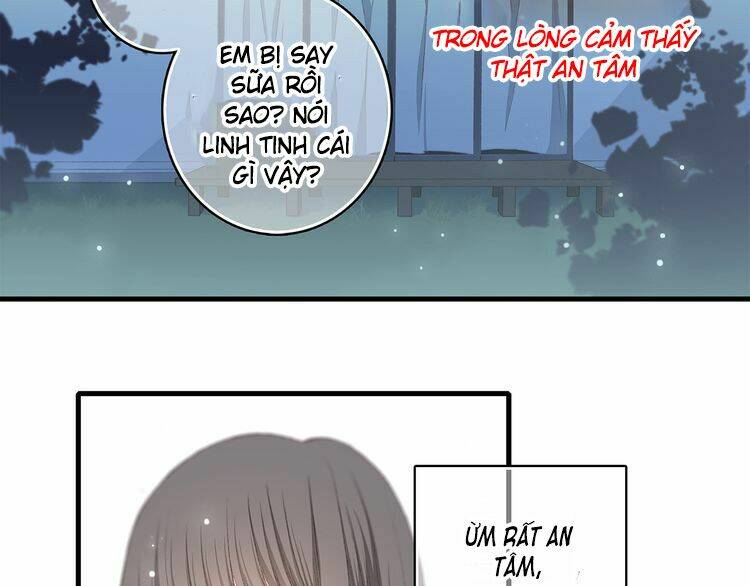 TRONG LÒNG CẢM THẤY
THẬT AN TÂM
EM BỊ SAY
SỮA RỒI
SAO? NÓI
LINH TINH CÁI
GÌ VẬY?
ỪM RẤT AN
TÂM,